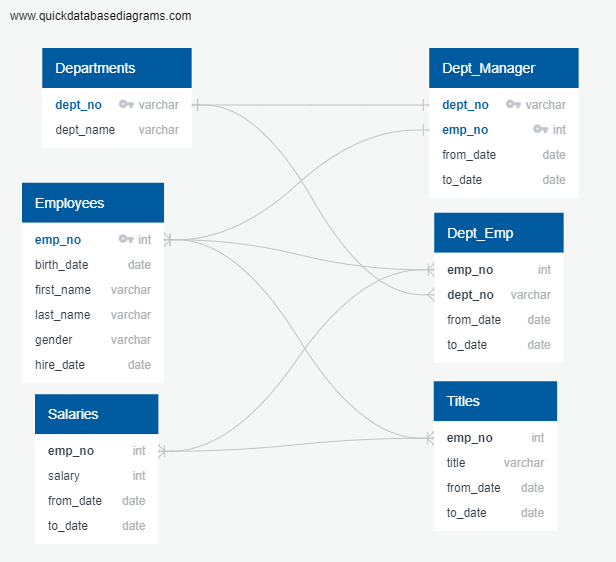 www.quickdatabasediagrams.com
Departments
dept_no varchar
dept_name varchar
Dept_Manager
dept_no varchar
emp_no int
from_date date
to_date date
Employees
emp_no int
birth_date date
first_name varchar
last_name varchar
gender varchar
hire_date date
Dept_Emp
emp_no int
dept_no varchar
from_date date
to_date date
Salaries
emp_no int
salary int
from_date date
to_date date
Titles
emp_no int
title varchar
from_date date
to_date date